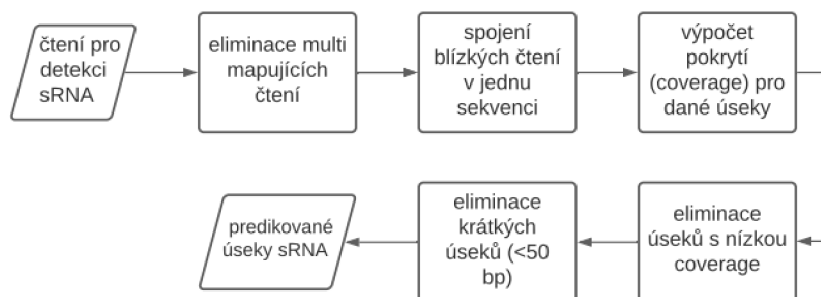 čtení pro
detekci
sRNA
eliminace multi
mapujících
čtení
spojení
blízkých čtení
v jednu
sekvenci
výpočet
pokrytí
(coverage) pro
dané úseky
eliminace
úseků s nízkou
coverage
eliminace
krátkých
úseků (<50
bp)
predikované
úseky sRNA